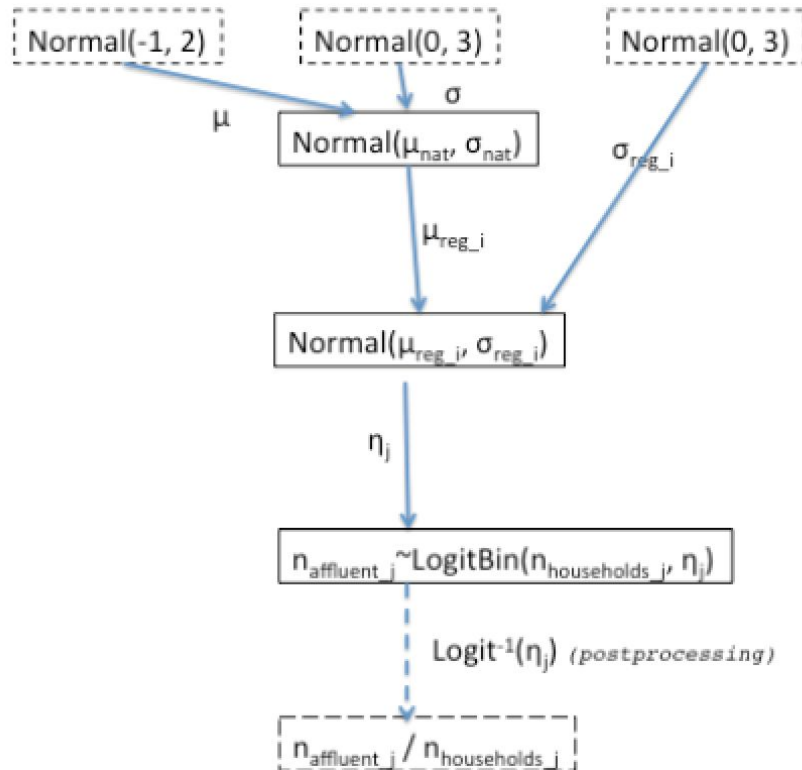 Normal(-1, 2)
Normal(0, 3)
Normal(0, 3)
μ
σ
Normal(μnat, σnat)
σreg_i
μreg_i
Normal(μreg_i, σreg_i)
ηj
naffluent_j~LogitBin(nhouseholds_j, ηj)
Logit⁻¹(ηj) (postprocessing)
naffluent_j / nhouseholds_j